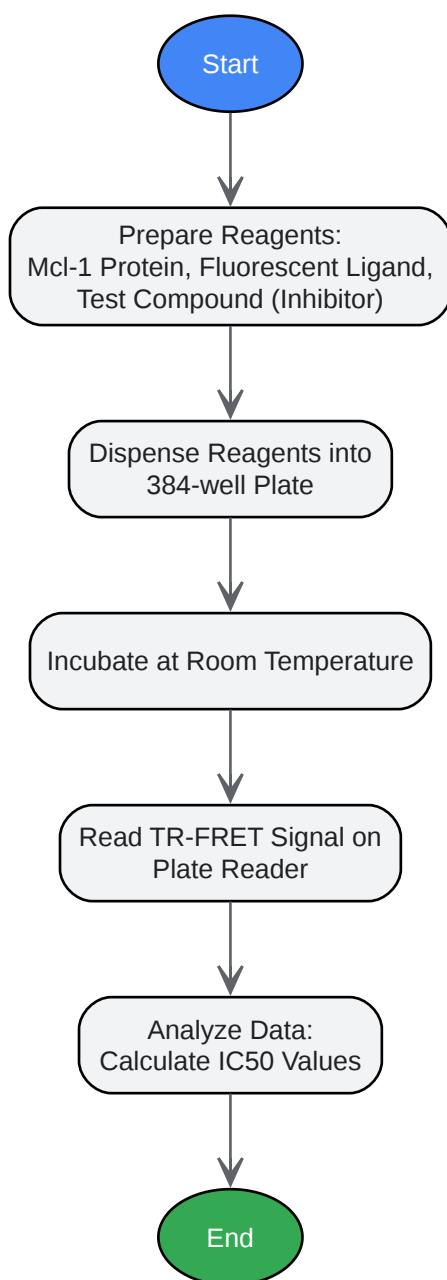 Start
Prepare Reagents:
Mcl-1 Protein, Fluorescent Ligand,
Test Compound (Inhibitor)
Dispense Reagents into
384-well Plate
Incubate at Room Temperature
Read TR-FRET Signal on
Plate Reader
Analyze Data:
Calculate IC50 Values
End